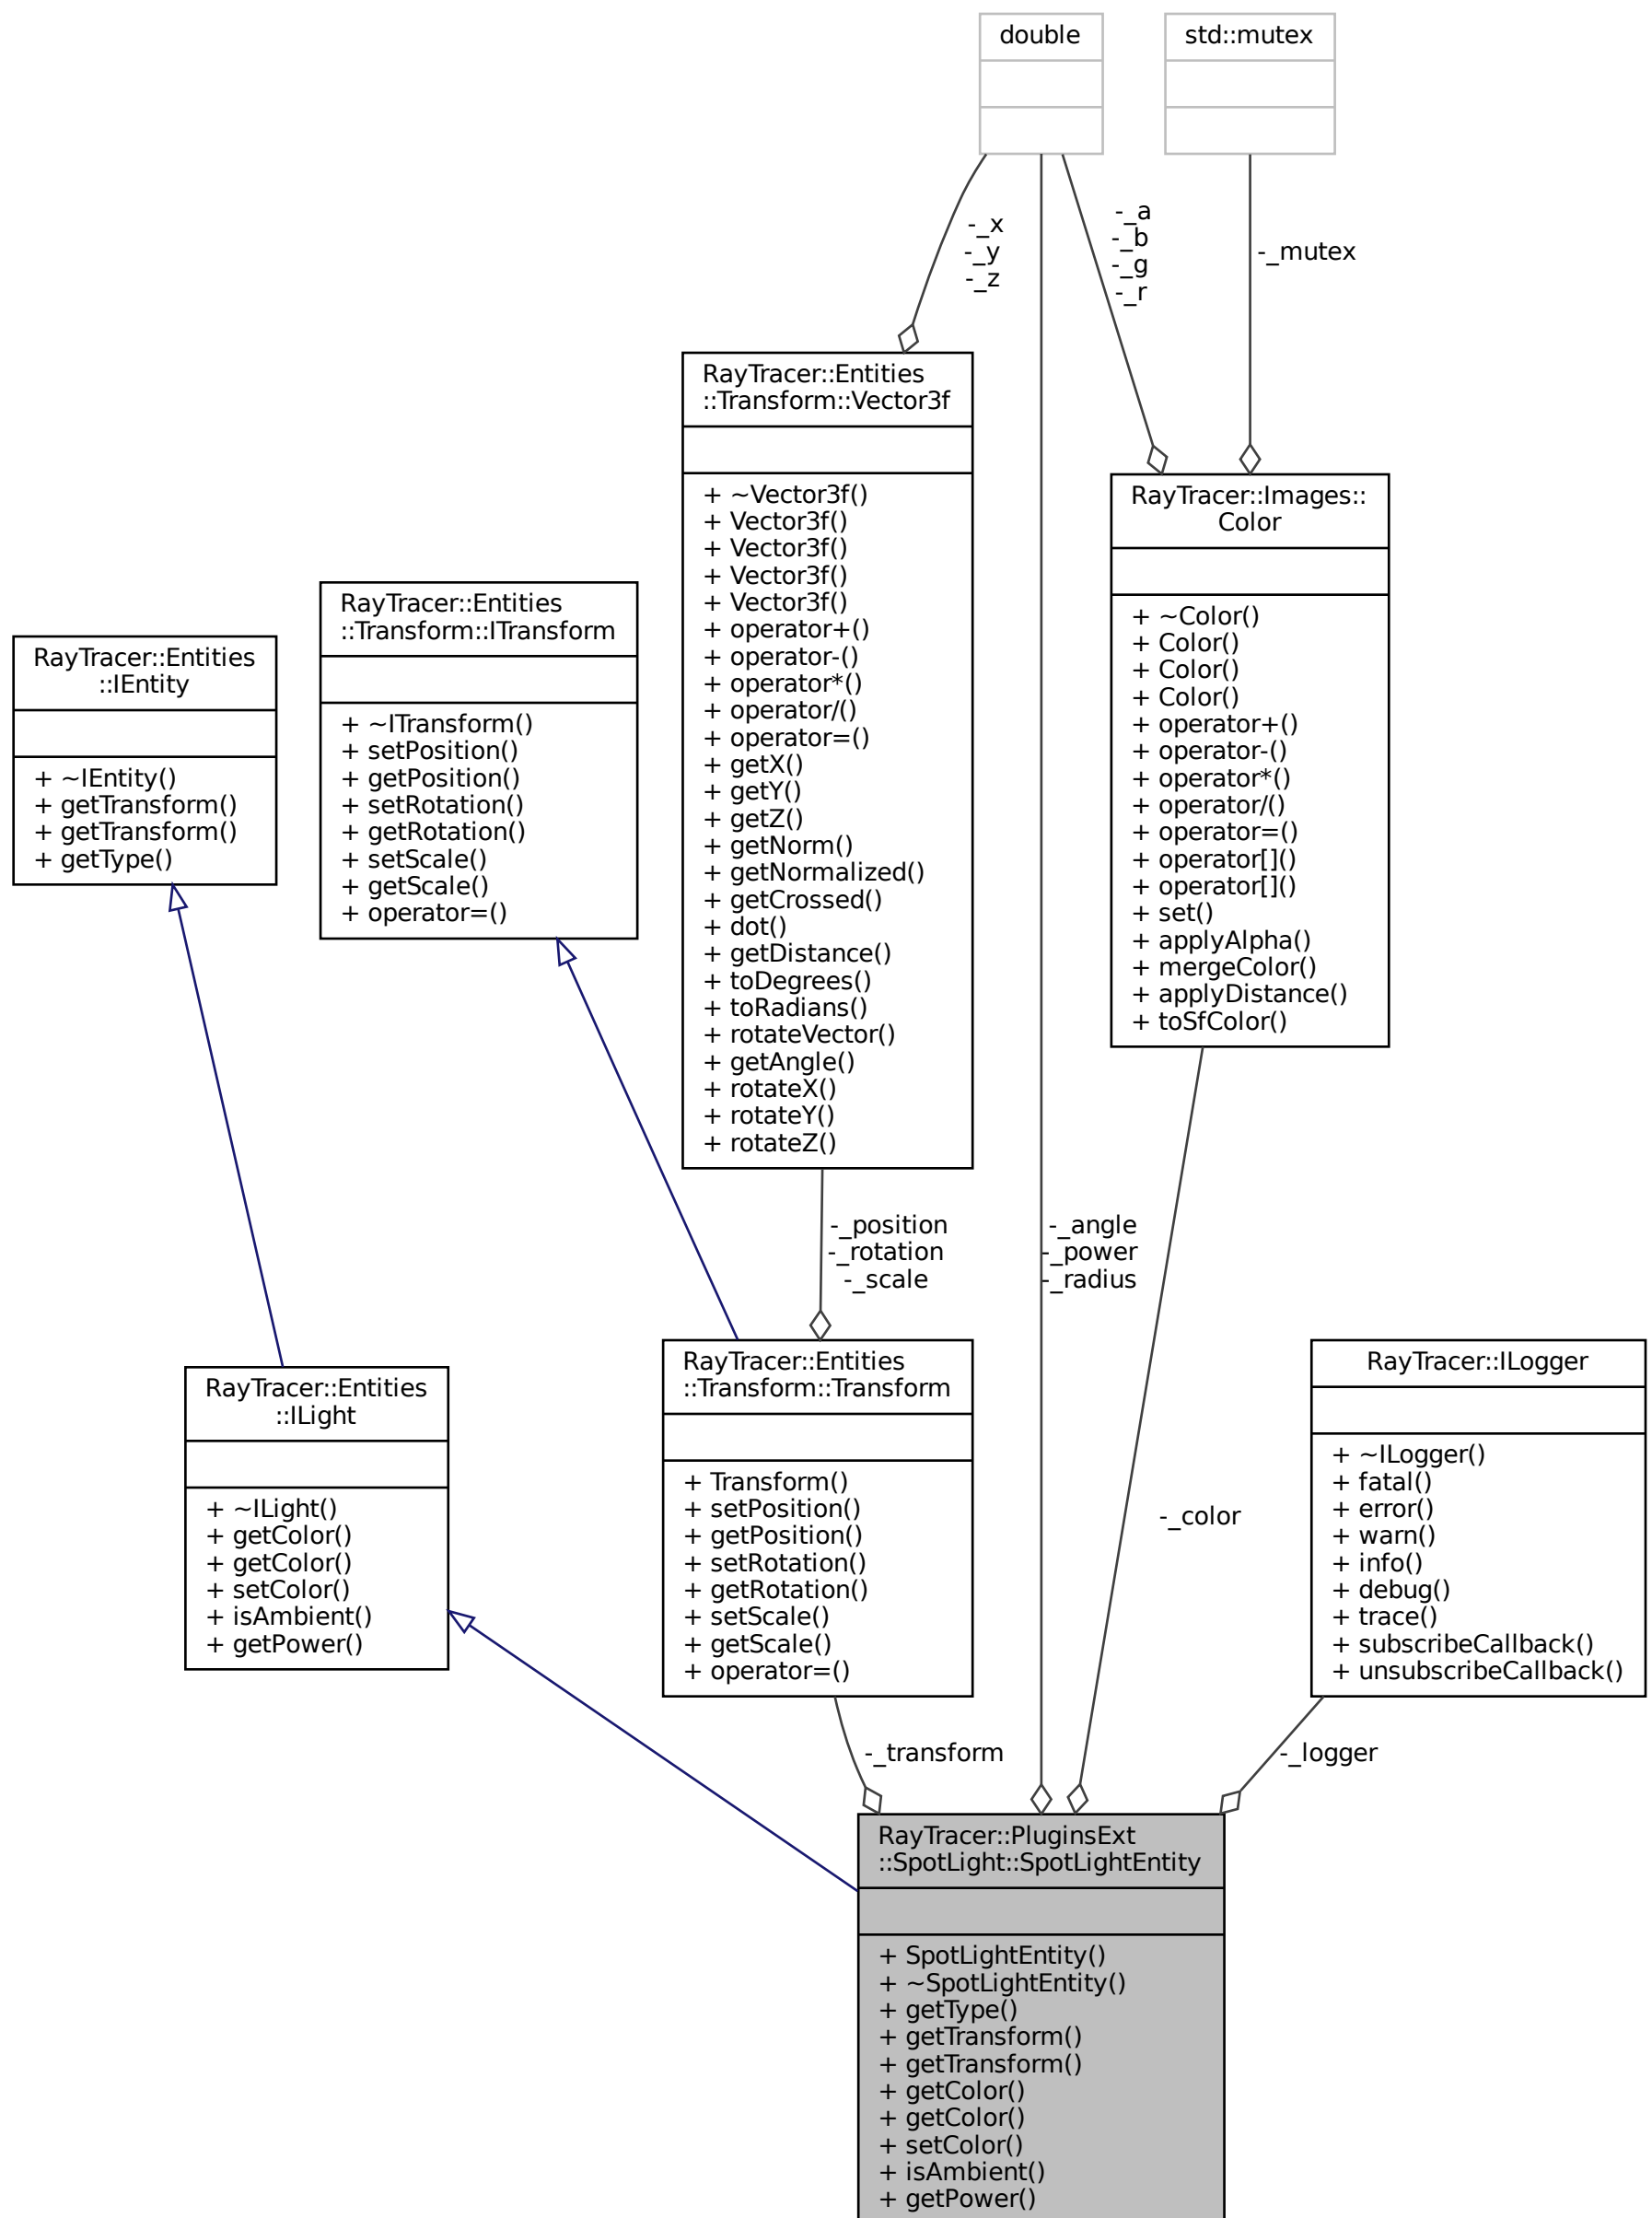 double
std::mutex
-_x
-_y
-_z
-_a
-_b
-_g
-_r
-_mutex
RayTracer::Entities
::Transform::Vector3f
+ ~Vector3f()
+ Vector3f()
+ Vector3f()
+ Vector3f()
+ Vector3f()
+ operator+()
+ operator-()
+ operator*()
+ operator/()
+ operator=()
+ getX()
+ getY()
+ getZ()
+ getNorm()
+ getNormalized()
+ getCrossed()
+ dot()
+ getDistance()
+ toDegrees()
+ toRadians()
+ rotateVector()
+ getAngle()
+ rotateX()
+ rotateY()
+ rotateZ()
RayTracer::Images::
Color
+ ~Color()
+ Color()
+ Color()
+ Color()
+ operator+()
+ operator-()
+ operator*()
+ operator/()
+ operator=()
+ operator[]()
+ operator[]()
+ set()
+ applyAlpha()
+ mergeColor()
+ applyDistance()
+ toSfColor()
RayTracer::Entities
::Transform::ITransform
+ ~ITransform()
+ setPosition()
+ getPosition()
+ setRotation()
+ getRotation()
+ setScale()
+ getScale()
+ operator=()
RayTracer::Entities
::IEntity
+ ~IEntity()
+ getTransform()
+ getTransform()
+ getType()
-_position
-_rotation
-_scale
-_angle
-_power
-_radius
RayTracer::Entities
::ILight
+ ~ILight()
+ getColor()
+ getColor()
+ setColor()
+ isAmbient()
+ getPower()
RayTracer::Entities
::Transform::Transform
+ Transform()
+ setPosition()
+ getPosition()
+ setRotation()
+ getRotation()
+ setScale()
+ getScale()
+ operator=()
-_color
RayTracer::ILogger
+ ~ILogger()
+ fatal()
+ error()
+ warn()
+ info()
+ debug()
+ trace()
+ subscribeCallback()
+ unsubscribeCallback()
-_transform
-_logger
RayTracer::PluginsExt
::SpotLight::SpotLightEntity
+ SpotLightEntity()
+ ~SpotLightEntity()
+ getType()
+ getTransform()
+ getTransform()
+ getColor()
+ getColor()
+ setColor()
+ isAmbient()
+ getPower()